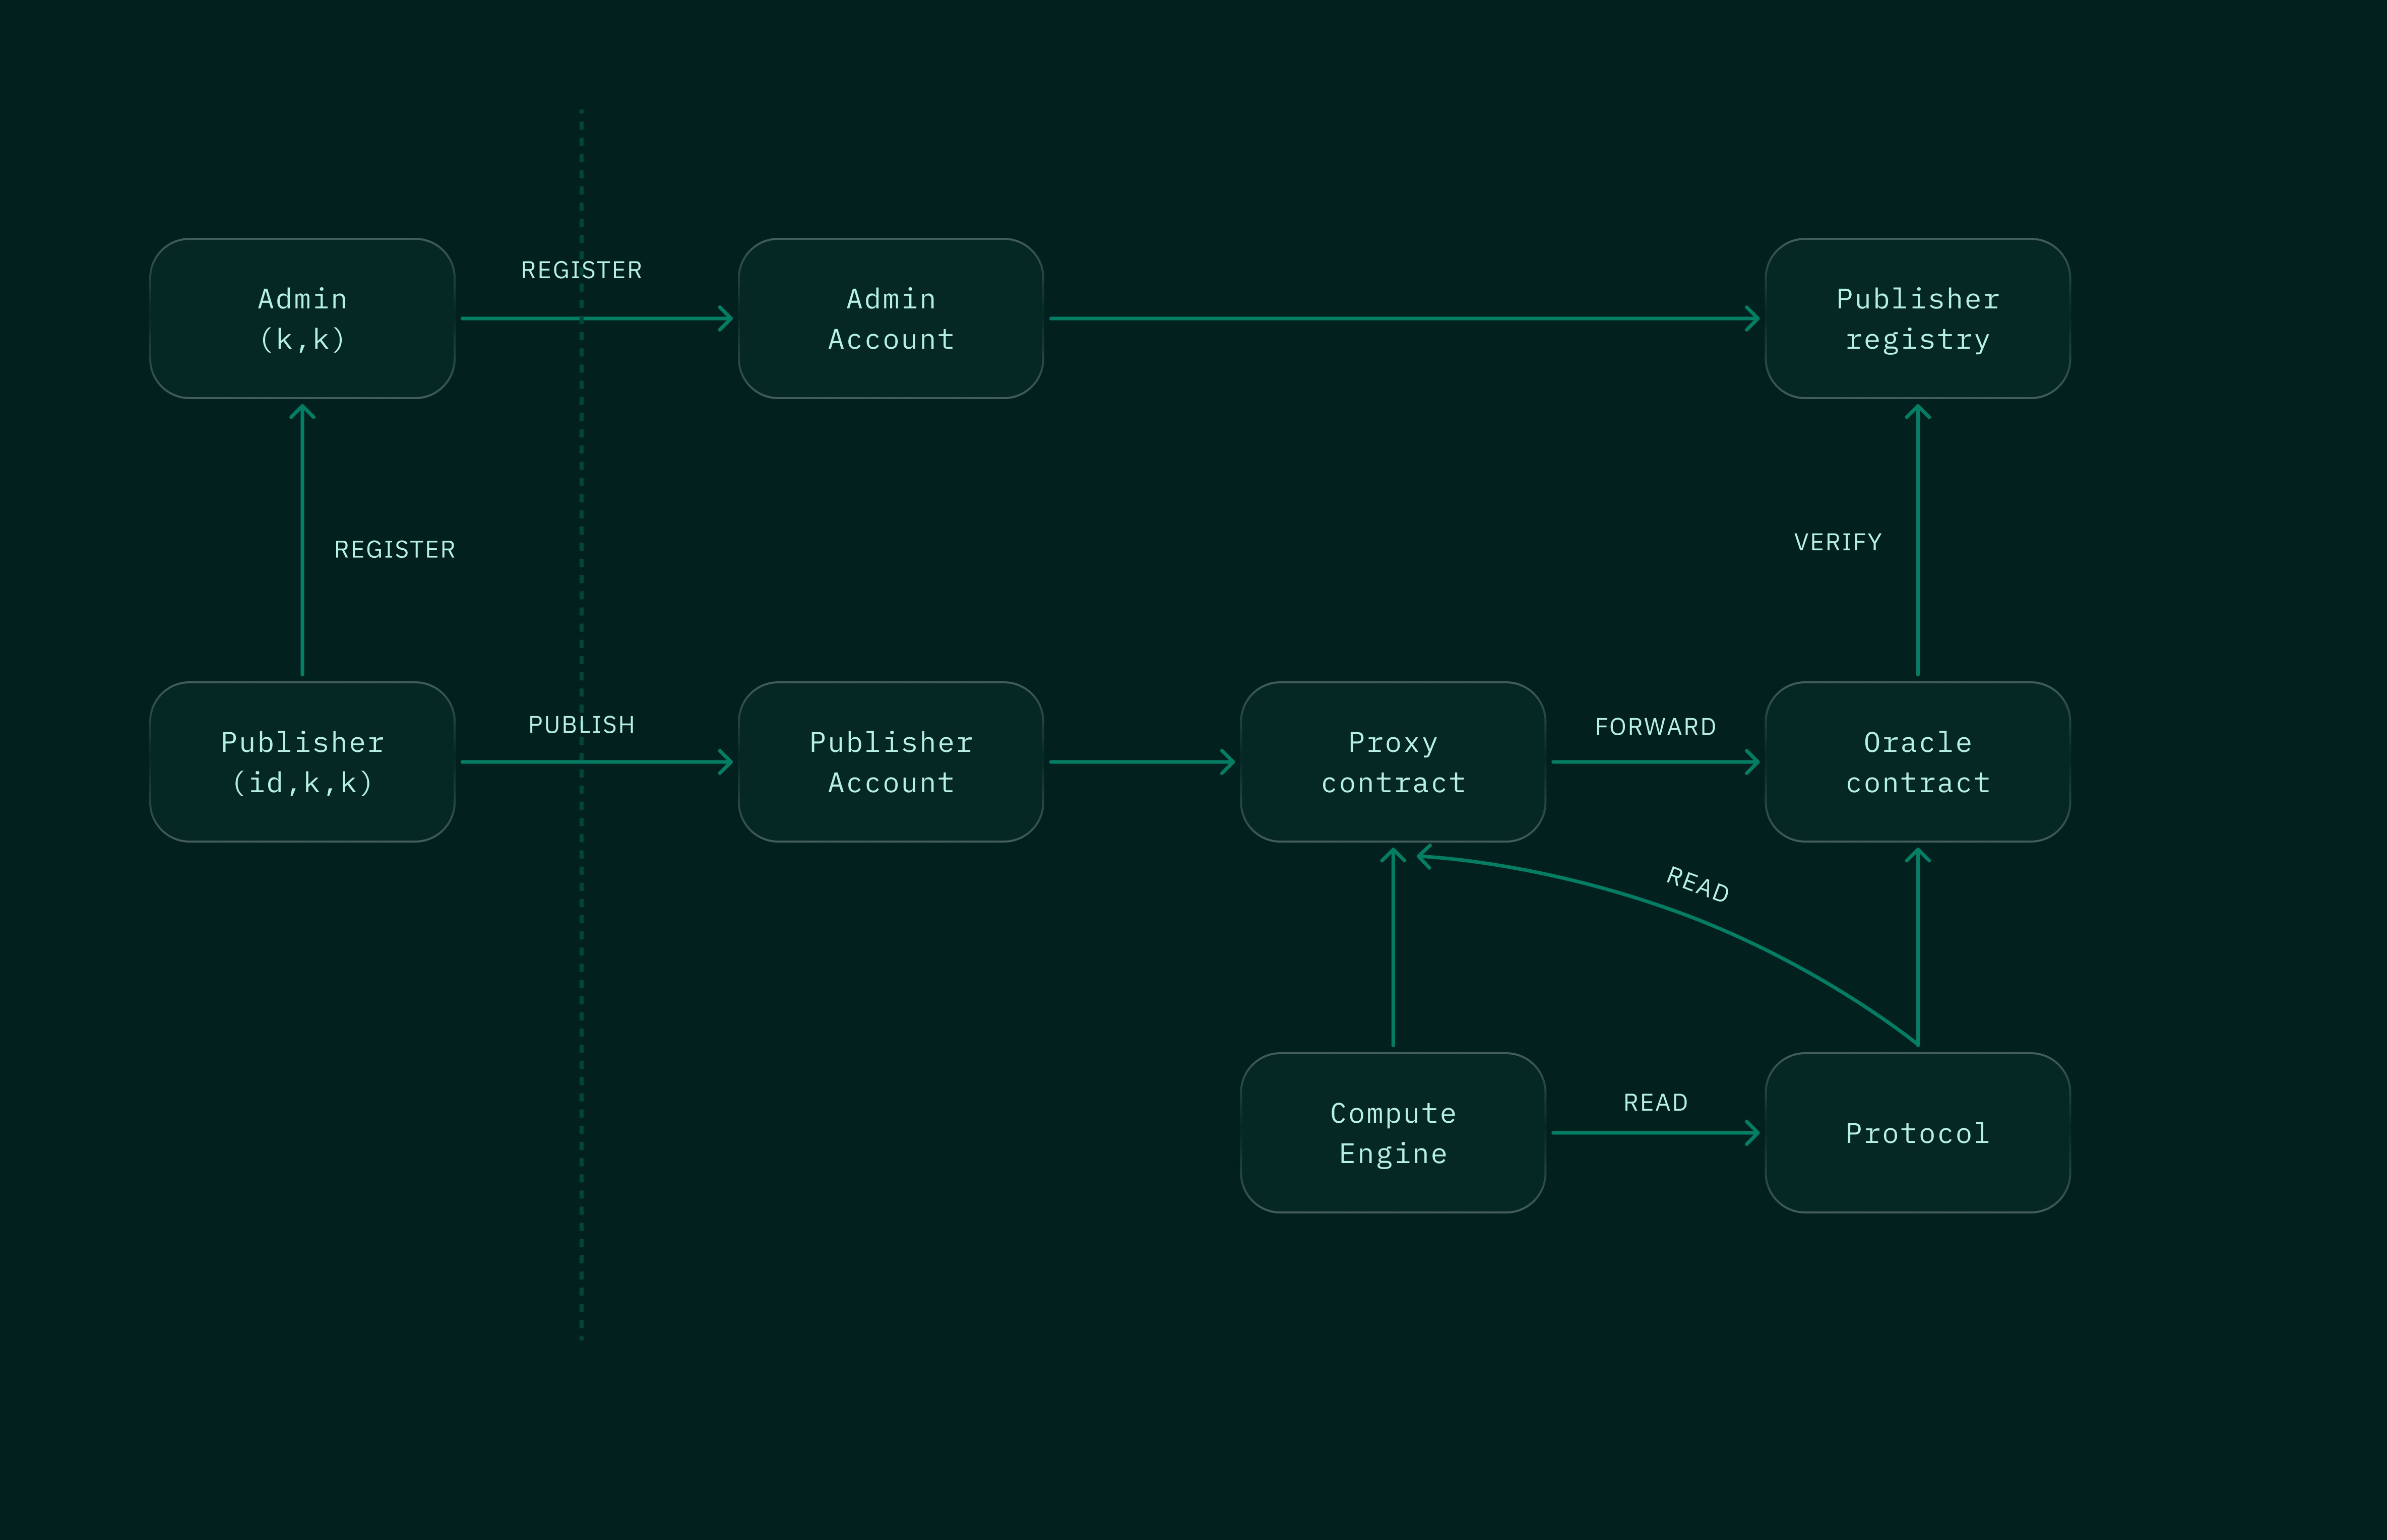 REGISTER
Admin
(k,k)
Admin
Account
Publisher
registry
REGISTER
VERIFY
PUBLISH
FORWARD
Publisher
(id,k,k)
Publisher
Account
Proxy
contract
Oracle
contract
READ
READ
Compute
Engine
Protocol